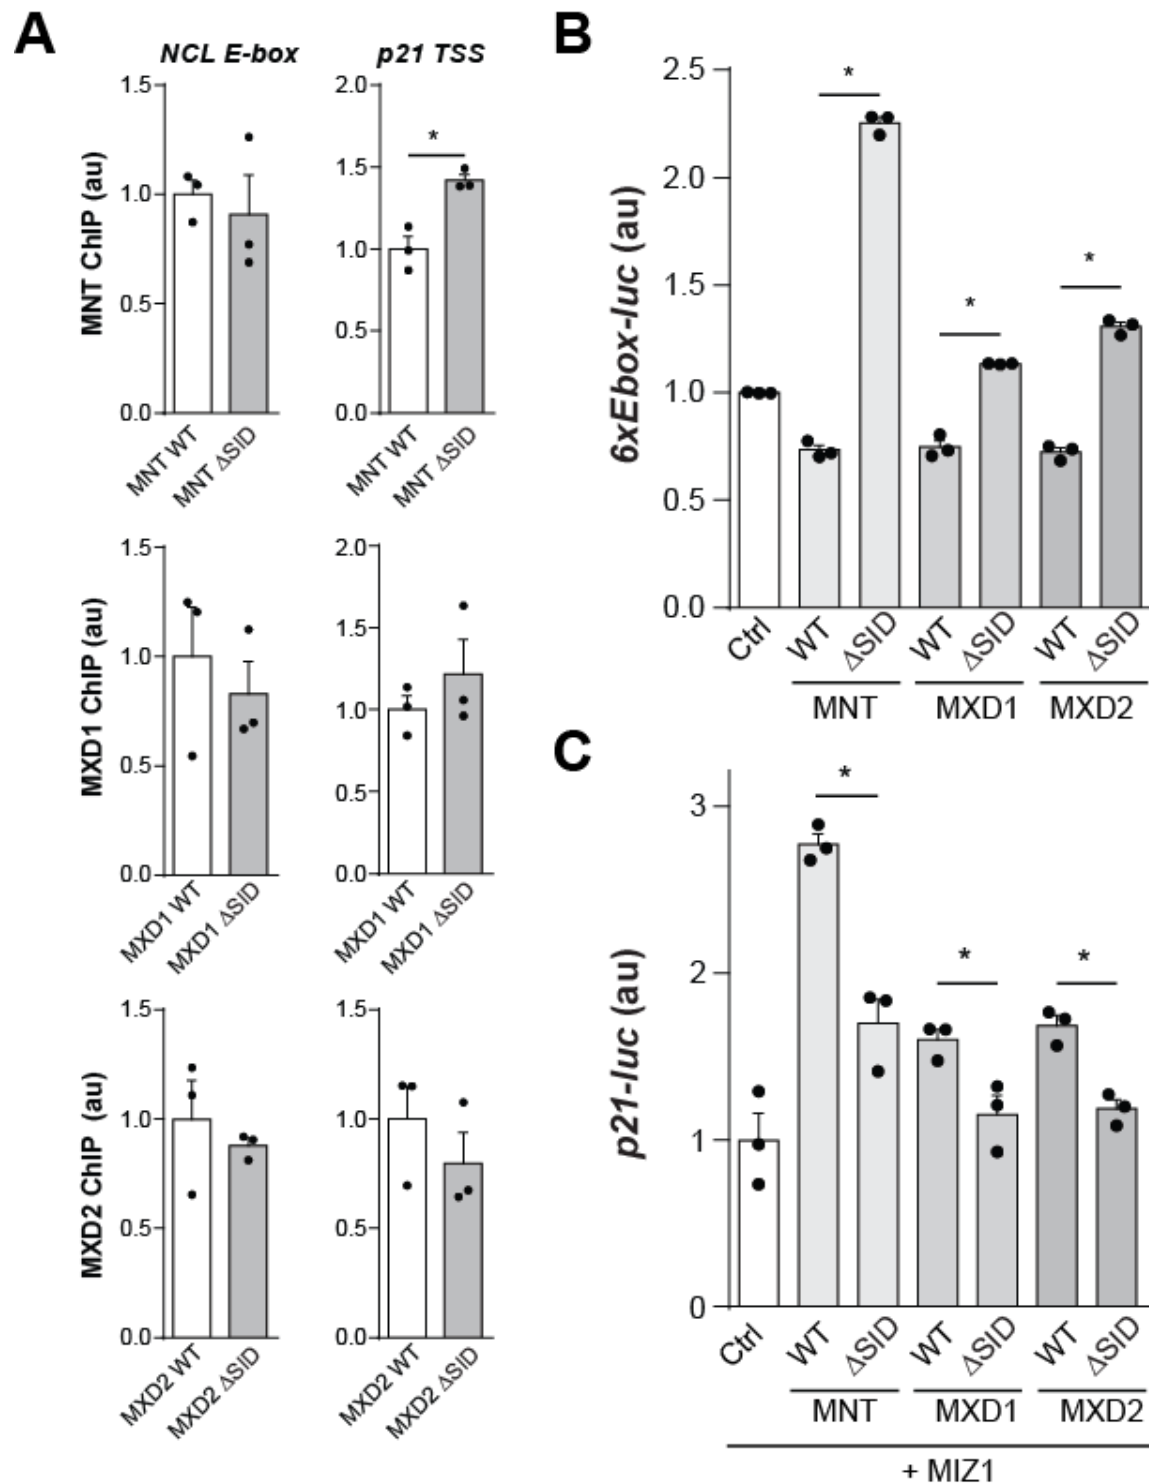 A
NCL E-box
p21 TSS
MNT ChIP (au)
1.5
1.0
0.5
0.0
MNT WT
MNT ΔSID
2.0
1.5
1.0
0.5
0.0
*
MNT WT
MNT ΔSID
MXD1 ChIP (au)
1.5
1.0
0.5
0.0
MXD1 WT
MXD1 ΔSID
2.0
1.5
1.0
0.5
0.0
MXD1 WT
MXD1 ΔSID
MXD2 ChIP (au)
1.5
1.0
0.5
0.0
MXD2 WT
MXD2 ΔSID
1.5
1.0
0.5
0.0
MXD2 WT
MXD2 ΔSID
B
6xEbox-luc (au)
2.5
2.0
1.5
1.0
0.5
0.0
*
*
*
Ctrl
WT
ΔSID
WT
ΔSID
WT
ΔSID
MNT
MXD1
MXD2
C
p21-luc (au)
3
2
1
0
*
*
*
Ctrl
WT
ΔSID
WT
ΔSID
WT
ΔSID
MNT
MXD1
MXD2
+ MIZ1